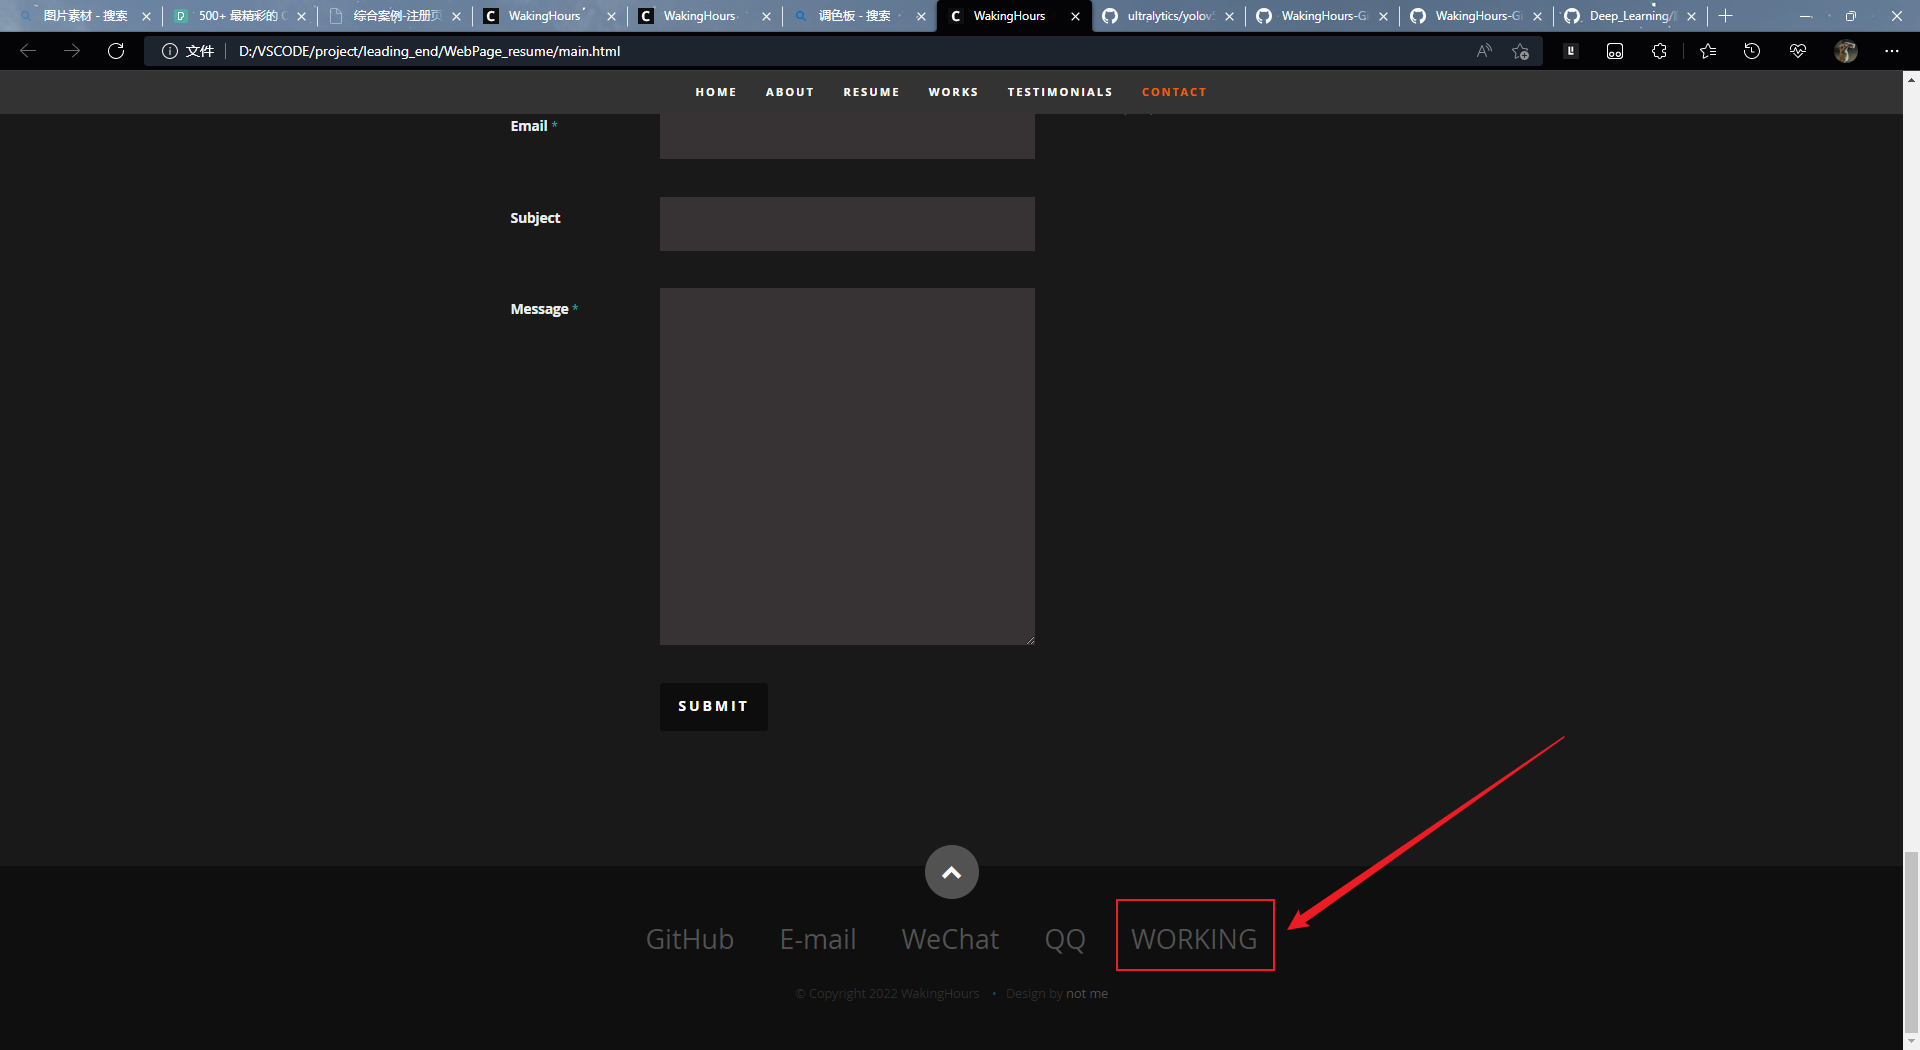 图片素材 - 搜索
500+ 最精彩的
综合案例-注册页
WakingHours
WakingHours
调色板 - 搜索
WakingHours
ultralytics/yolov5
WakingHours-Gi
WakingHours-Gi
Deep_Learning/
文件 D:/VSCODE/project/leading_end/WebPage_resume/main.html
HOME ABOUT RESUME WORKS TESTIMONIALS CONTACT
Email *
Subject
Message *
SUBMIT
GitHub E-mail WeChat QQ WORKING
© Copyright 2022 WakingHours • Design by not me